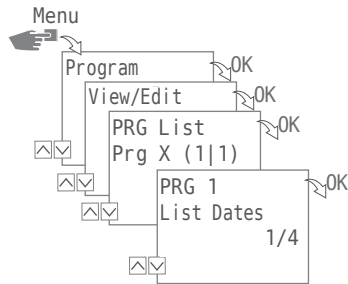 Menu
Program
OK
View/Edit
OK
PRG List
OK
Prg X (1|1)
PRG 1
OK
List Dates
1/4